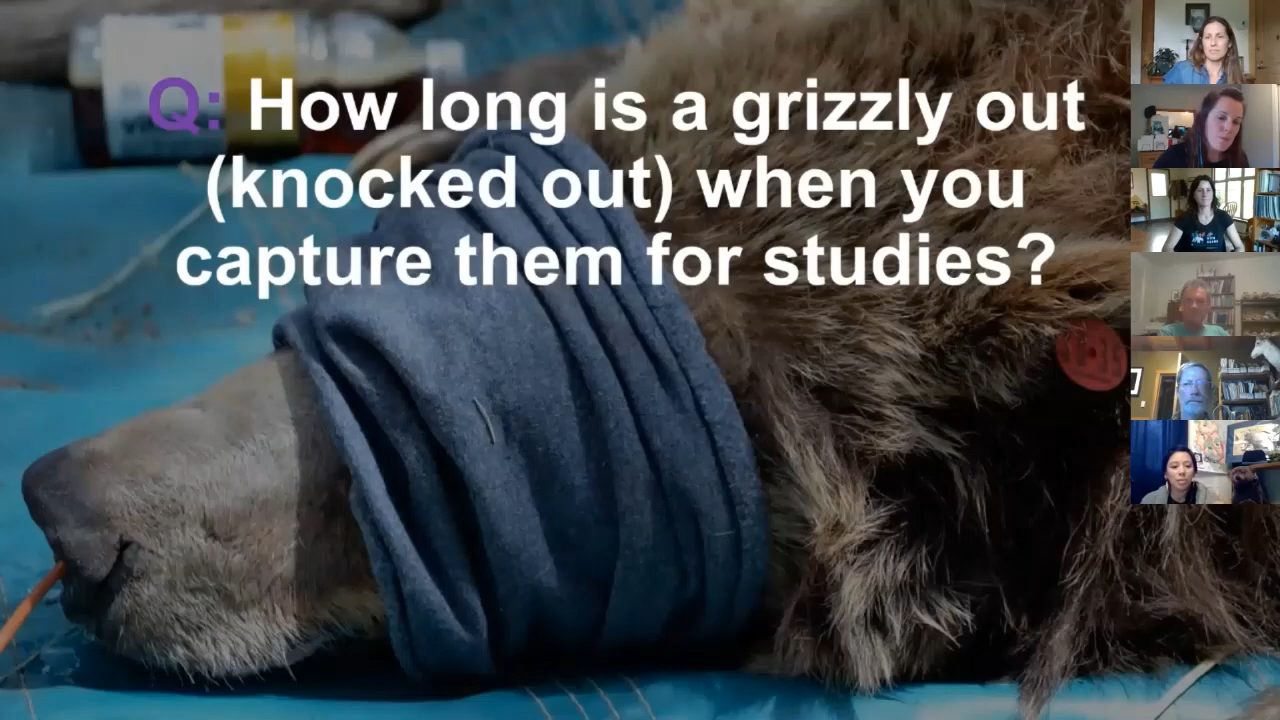 Q: How long is a grizzly out
(knocked out) when you
capture them for studies?